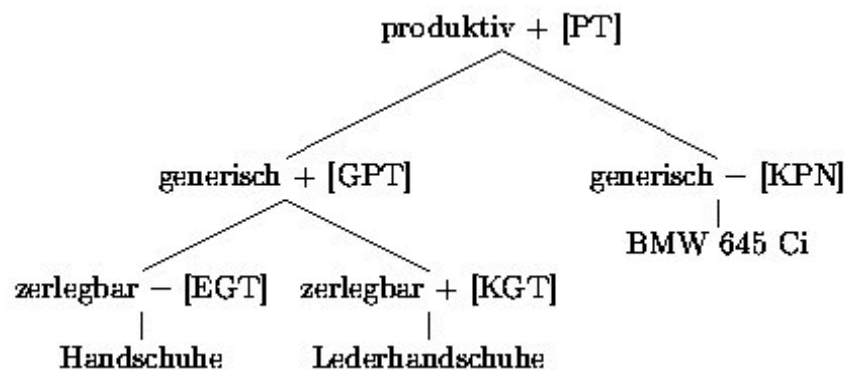 produktiv + [PT]
generisch + [GPT]
generisch − [KPN]
BMW 645 Ci
zerlegbar − [EGT]
zerlegbar + [KGT]
Handschuhe
Lederhandschuhe